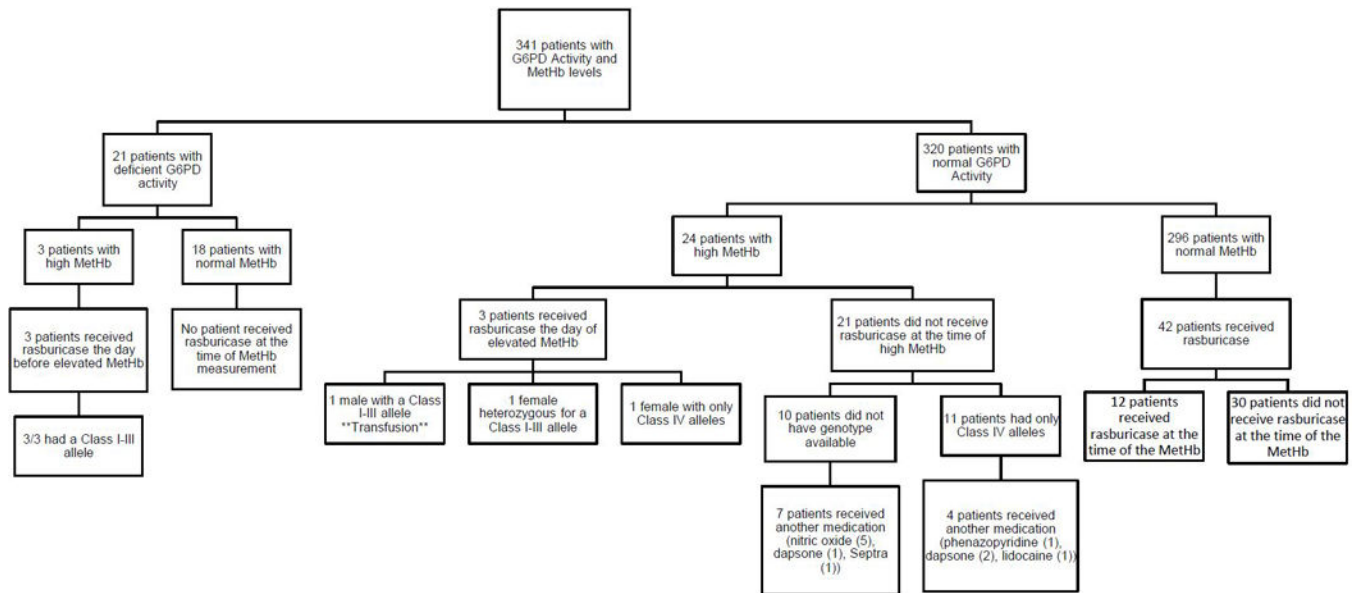 341 patients with
G6PD Activity and
MetHb levels
21 patients with
deficient G6PD
activity
320 patients with
normal G6PD
Activity
3 patients with
high MetHb
18 patients with
normal MetHb
24 patients with
high MetHb
296 patients with
normal MetHb
3 patients received
rasburicase the day
before elevated MetHb
No patient received
rasburicase at the
time of MetHb
measurement
3 patients received
rasburicase the day of
elevated MetHb
21 patients did not receive
rasburicase at the time of
high MetHb
42 patients received
rasburicase
3/3 had a Class I-III
allele
1 male with a Class
I-III allele
**Transfusion**
1 female
heterozygous for a
Class I-III allele
1 female with only
Class IV alleles
10 patients did not
have genotype
available
11 patients had only
Class IV alleles
12 patients
received
rasburicase at the
time of the MetHb
30 patients did not
receive rasburicase
at the time of the
MetHb
7 patients received
another medication
(nitric oxide (5),
dapsone (1), Septra
(1))
4 patients received
another medication
(phenazopyridine (1),
dapsone (2), lidocaine (1))